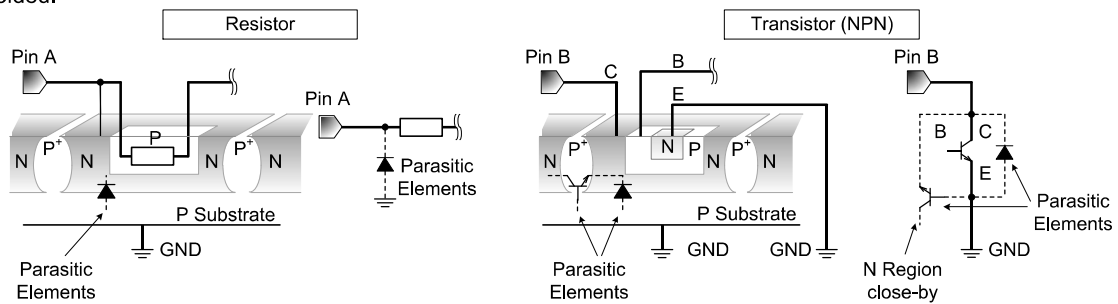 Resistor
Transistor (NPN)
Pin A
Pin B
C
B
E
Pin B
Pin A
P
N
P+
N
N
P+
N
Parasitic
Elements
N
P+
N
P
N
P+
N
B
C
E
P Substrate
P Substrate
Parasitic
Elements
GND
GND
GND
GND
Parasitic
Elements
Parasitic
Elements
N Region
close-by